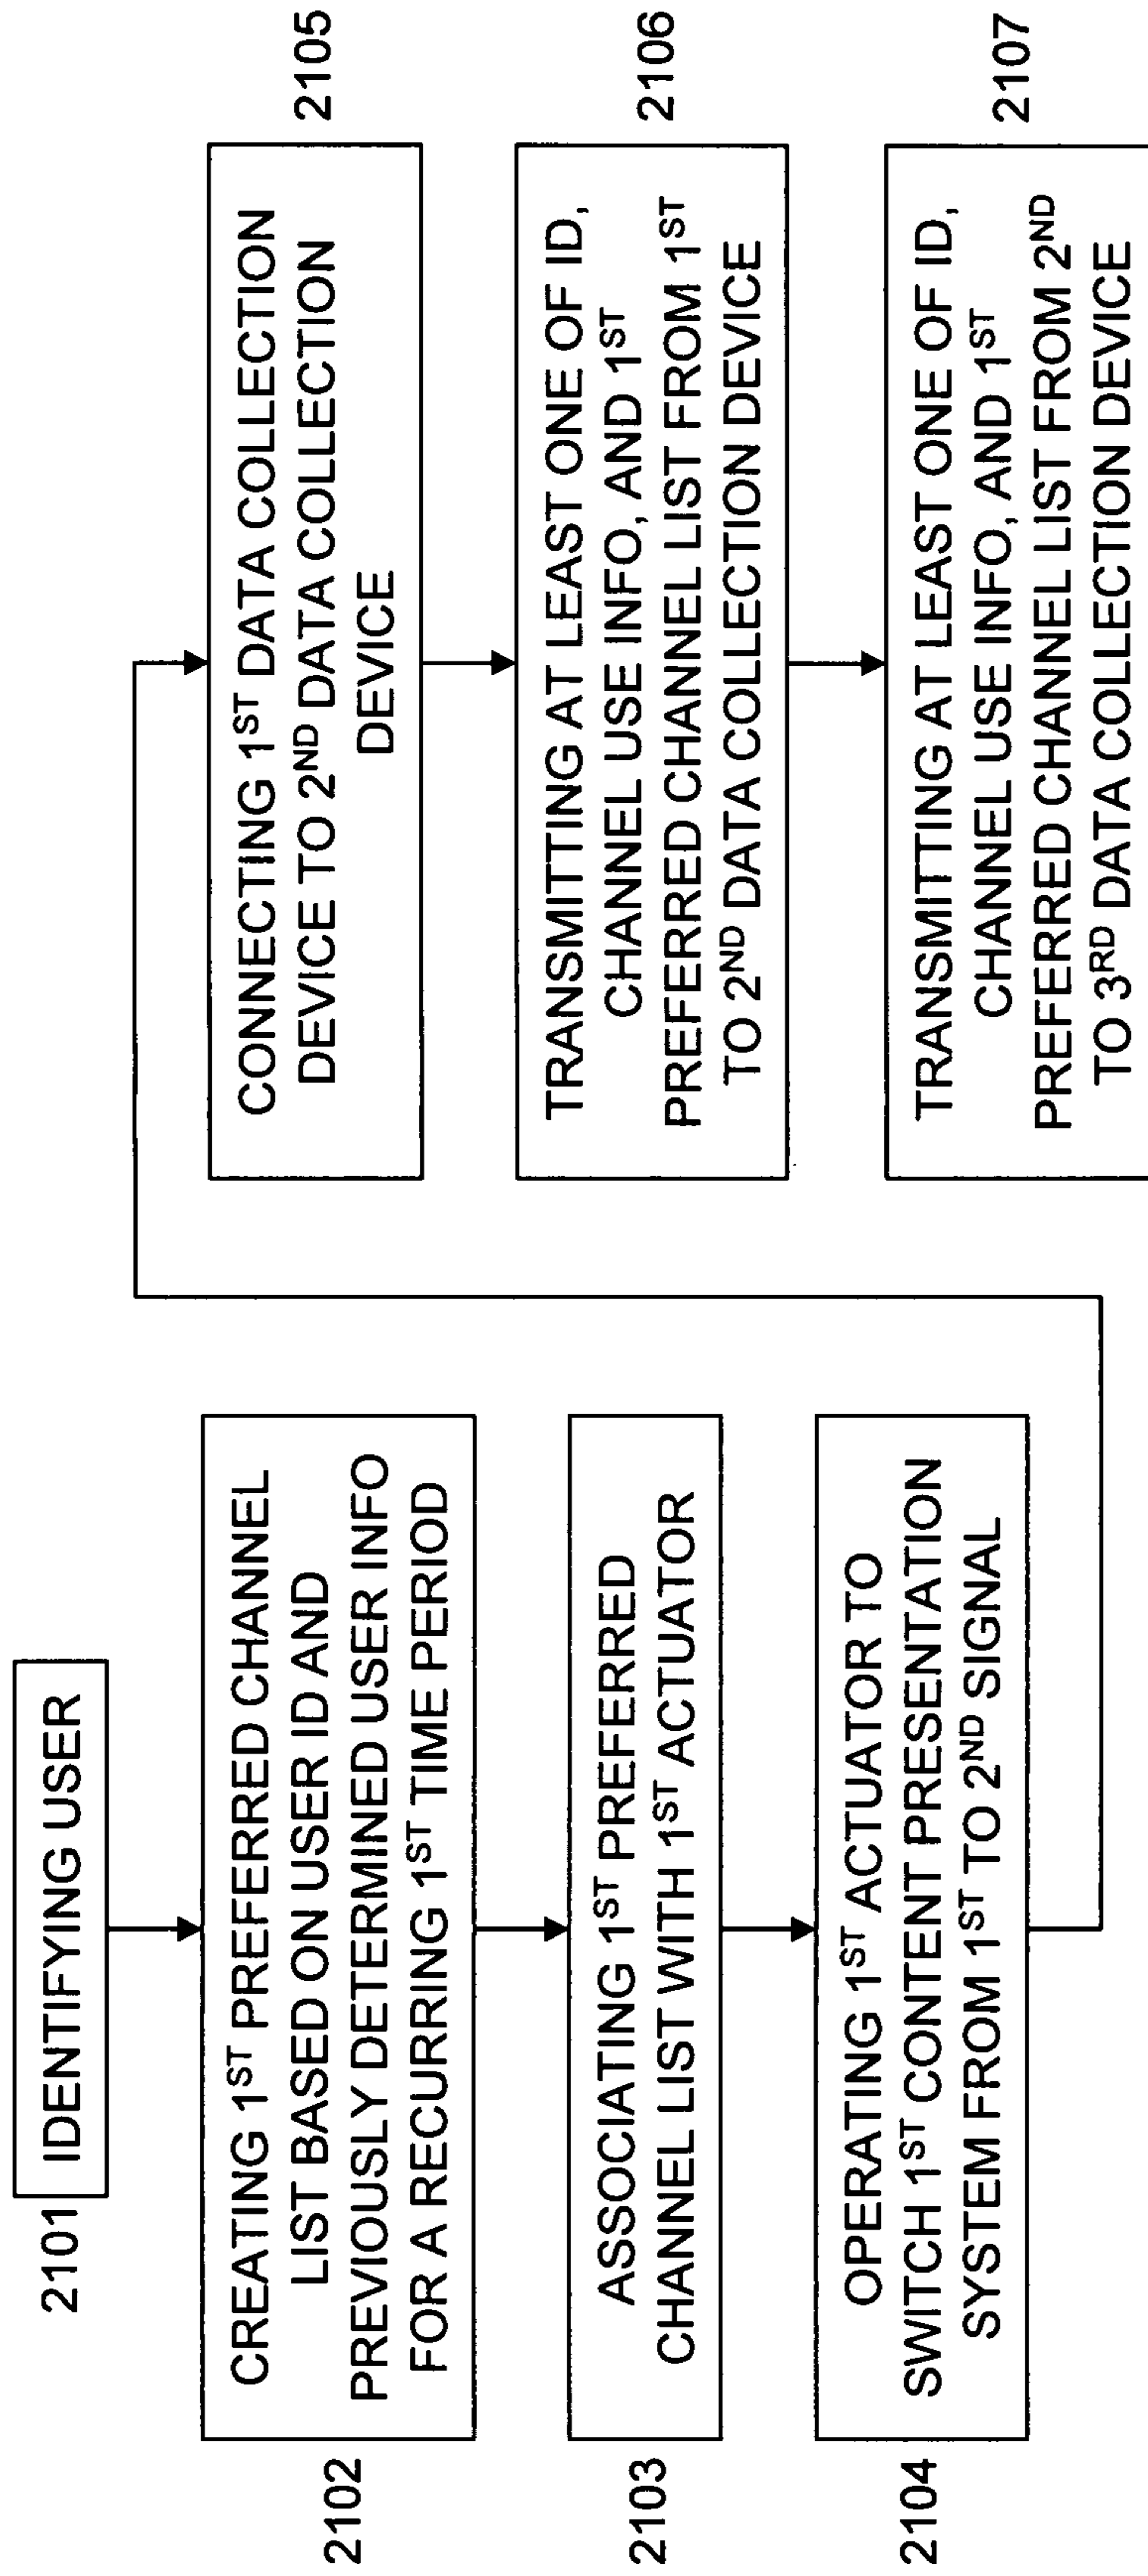 2101
IDENTIFYING USER
2102
CREATING 1ST PREFERRED CHANNEL
LIST BASED ON USER ID AND
PREVIOUSLY DETERMINED USER INFO
FOR A RECURRING 1ST TIME PERIOD
2103
ASSOCIATING 1ST PREFERRED
CHANNEL LIST WITH 1ST ACTUATOR
2104
OPERATING 1ST ACTUATOR TO
SWITCH 1ST CONTENT PRESENTATION
SYSTEM FROM 1ST TO 2ND SIGNAL
CONNECTING 1ST DATA COLLECTION
DEVICE TO 2ND DATA COLLECTION
DEVICE
2105
TRANSMITTING AT LEAST ONE OF ID,
CHANNEL USE INFO, AND 1ST
PREFERRED CHANNEL LIST FROM 1ST
TO 2ND DATA COLLECTION DEVICE
2106
TRANSMITTING AT LEAST ONE OF ID,
CHANNEL USE INFO, AND 1ST
PREFERRED CHANNEL LIST FROM 2ND
TO 3RD DATA COLLECTION DEVICE
2107